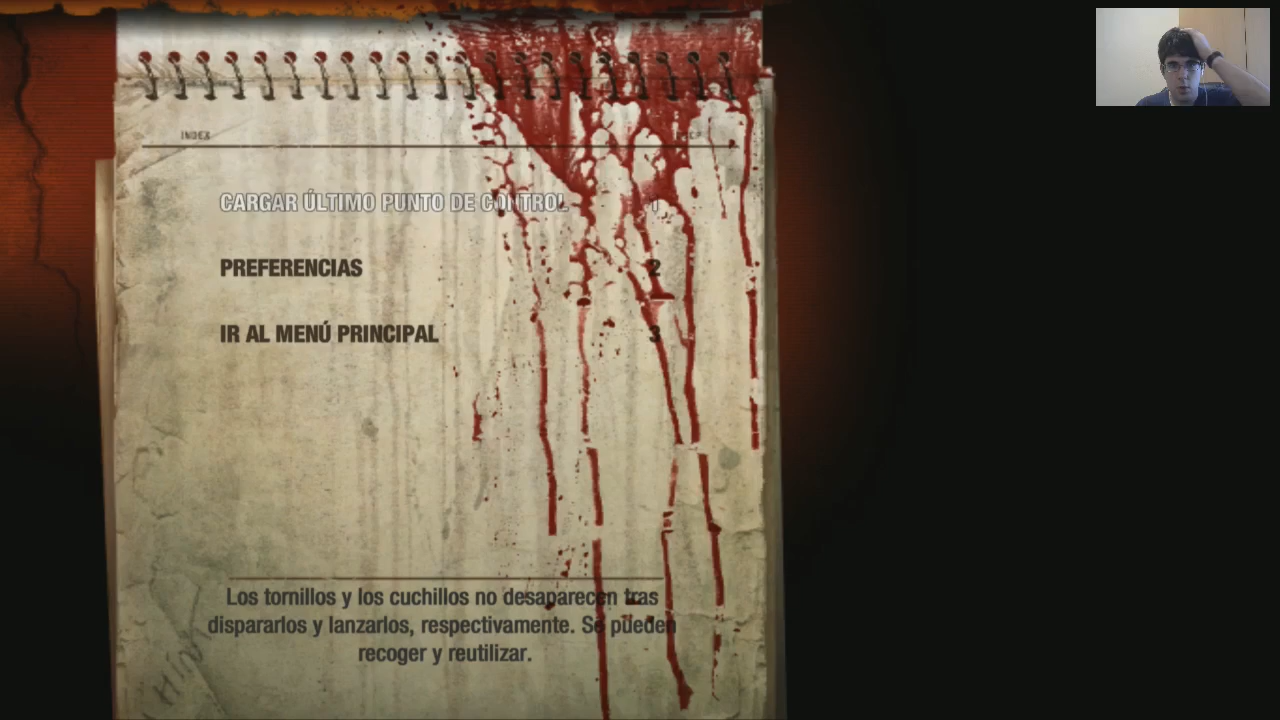 INDEX
CARGAR ÚLTIMO PUNTO DE CONTROL 1
PREFERENCIAS 2
IR AL MENÚ PRINCIPAL 3
Los tornillos y los cuchillos no desaparecen tras
dispararlos y lanzarlos, respectivamente. Se pueden
recoger y reutilizar.